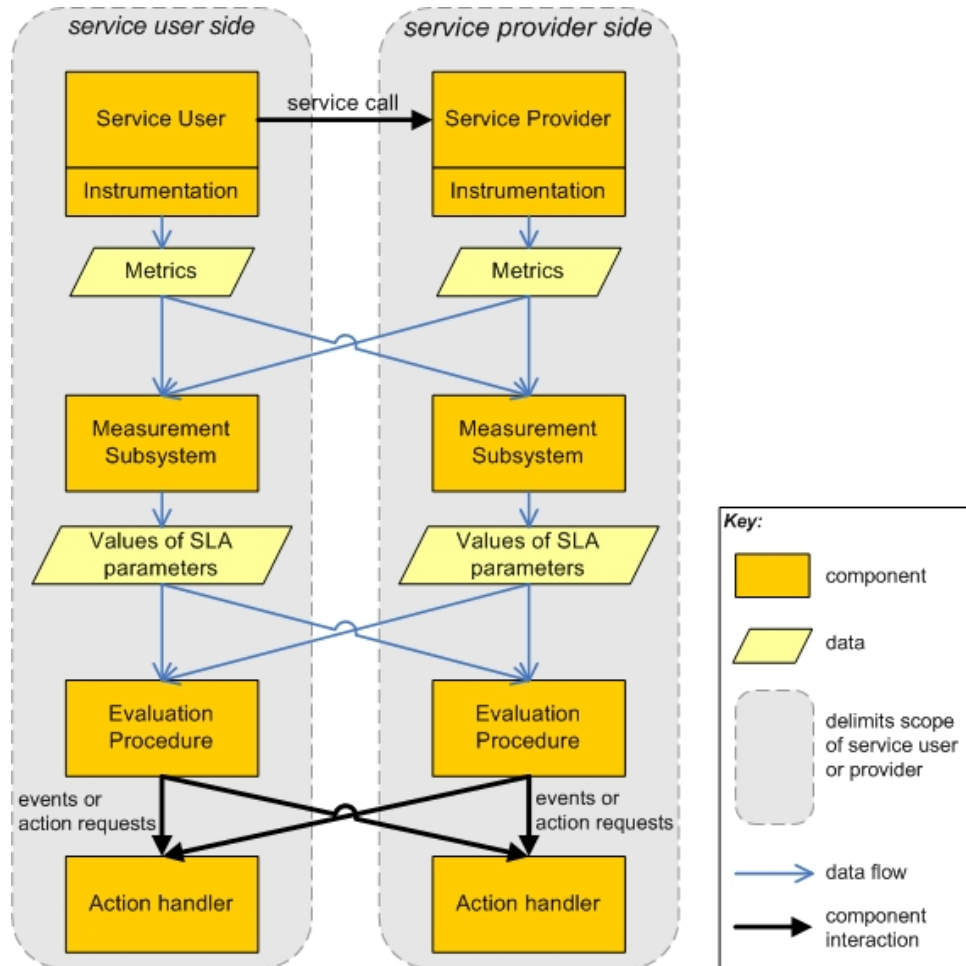 service user side
service provider side
Service User
service call
Service Provider
Instrumentation
Instrumentation
Metrics
Metrics
Measurement
Subsystem
Measurement
Subsystem
Values of SLA
parameters
Values of SLA
parameters
Evaluation
Procedure
Evaluation
Procedure
events or
action requests
events or
action requests
Action handler
Action handler
Key:
component
data
delimits scope
of service user
or provider
data flow
component
interaction